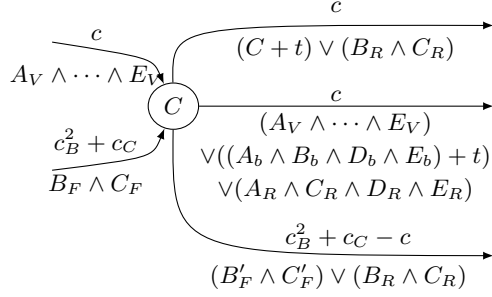 c
A_V ∧ ··· ∧ E_V
c_B^2 + c_C
B_F ∧ C_F
C
c
(C + t) ∨ (B_R ∧ C_R)
c
(A_V ∧ ··· ∧ E_V)
∨((A_b ∧ B_b ∧ D_b ∧ E_b) + t)
∨(A_R ∧ C_R ∧ D_R ∧ E_R)
c_B^2 + c_C − c
(B′_F ∧ C′_F) ∨ (B_R ∧ C_R)